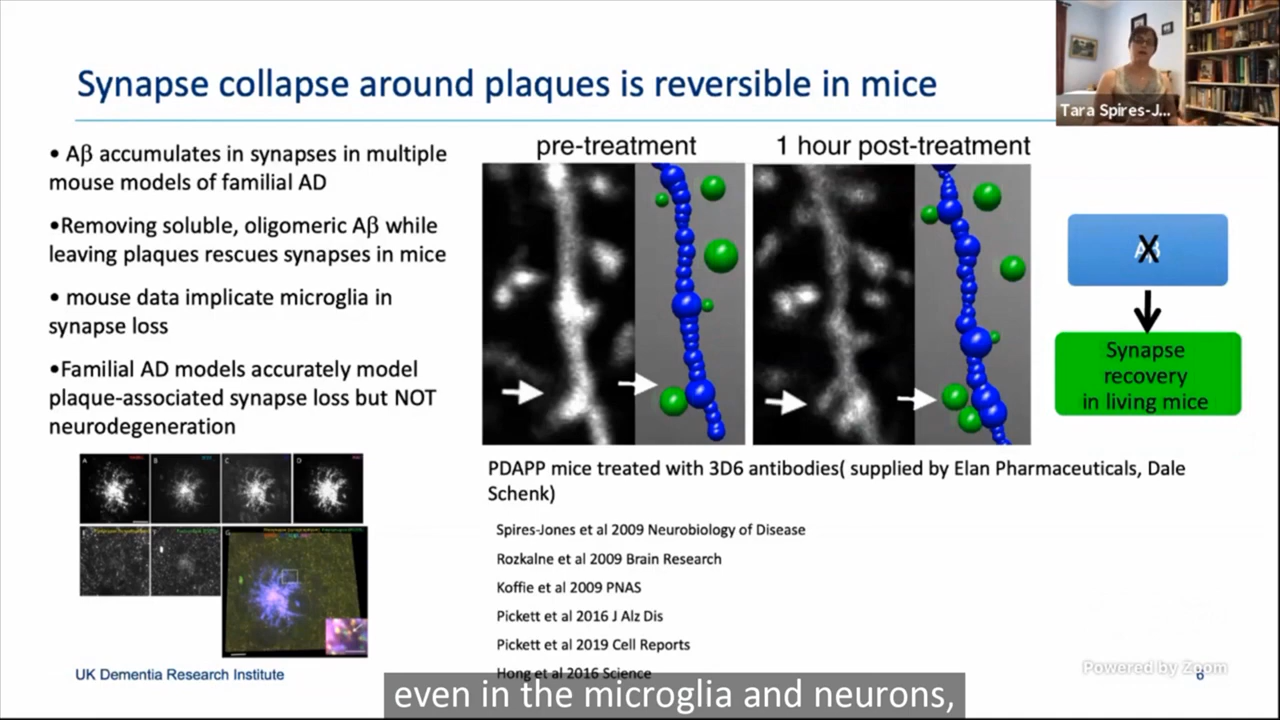 Synapse collapse around plaques is reversible in mice
Tara Spires-J...
• Aβ accumulates in synapses in multiple
mouse models of familial AD
•Removing soluble, oligomeric Aβ while
leaving plaques rescues synapses in mice
• mouse data implicate microglia in
synapse loss
•Familial AD models accurately model
plaque-associated synapse loss but NOT
neurodegeneration
pre-treatment
1 hour post-treatment
X
Synapse
recovery
in living mice
A
B
C
D
G
PDAPP mice treated with 3D6 antibodies( supplied by Elan Pharmaceuticals, Dale
Schenk)
Spires-Jones et al 2009 Neurobiology of Disease
Rozkalne et al 2009 Brain Research
Koffie et al 2009 PNAS
Pickett et al 2016 J Alz Dis
Pickett et al 2019 Cell Reports
Hong et al 2016 Science
UK Dementia Research Institute
Powered by Zoom
6
even in the microglia and neurons,